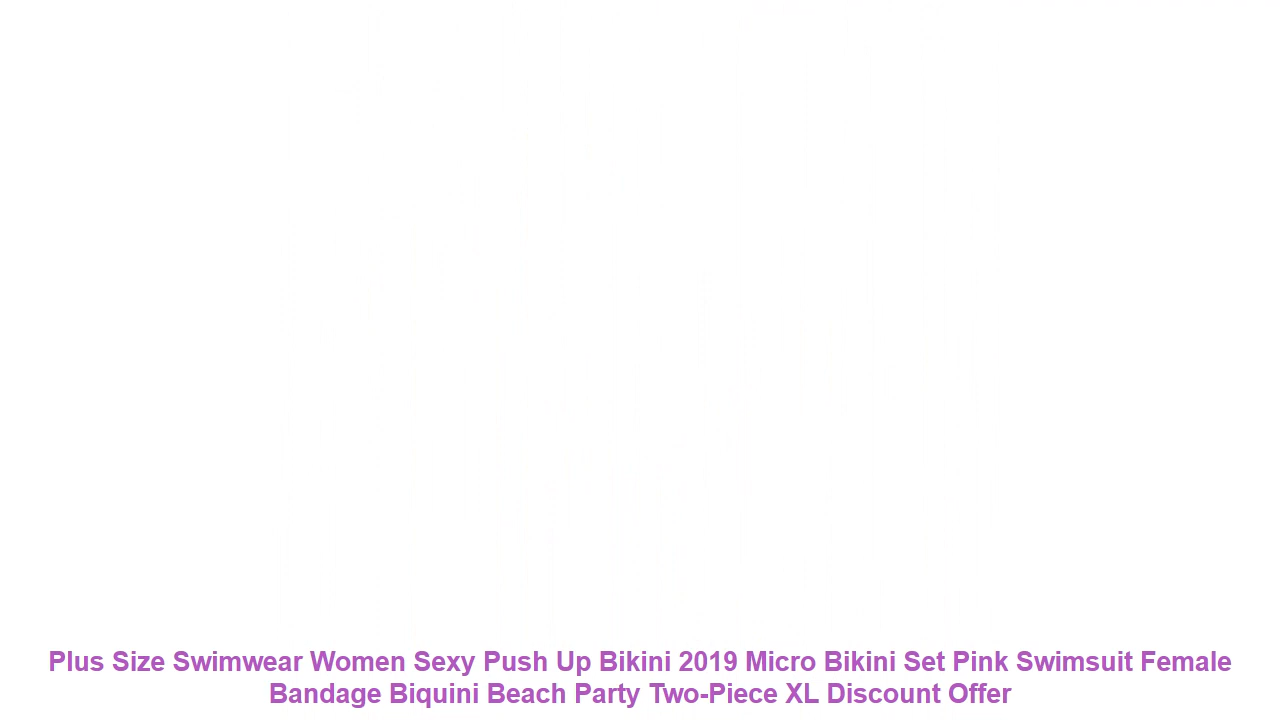 Plus Size Swimwear Women Sexy Push Up Bikini 2019 Micro Bikini Set Pink Swimsuit Female
Bandage Biquini Beach Party Two-Piece XL Discount Offer